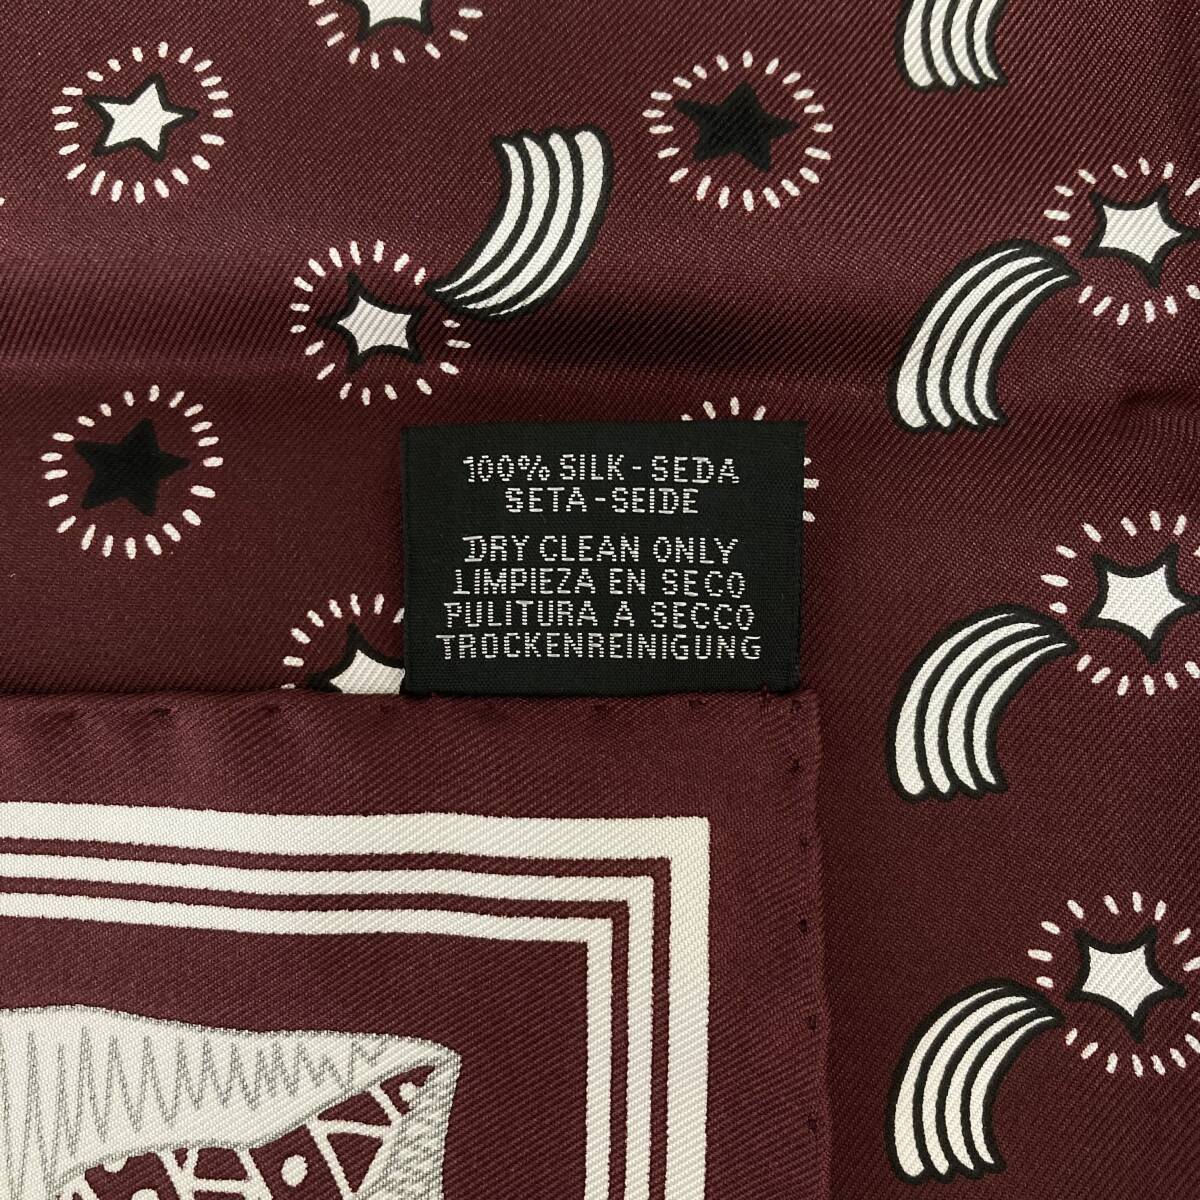 100% SILK-SEDA
SETA-SEIDE
DRY CLEAN ONLY
LIMPIEZA EN SECO
PULITURA A SECCO
TROCKENREINIGUNG